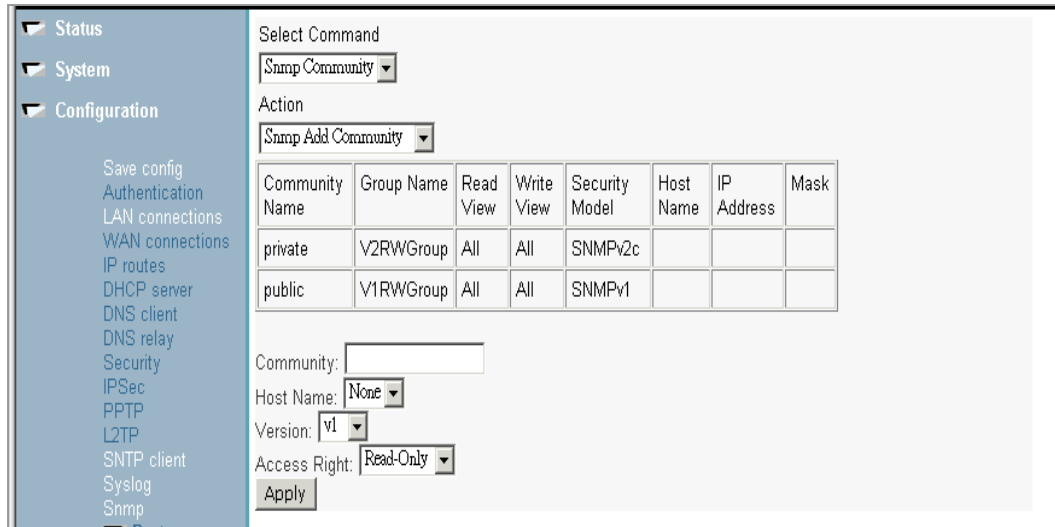 Status
System
Configuration
Save config
Authentication
LAN connections
WAN connections
IP routes
DHCP server
DNS client
DNS relay
Security
IPSec
PPTP
L2TP
SNTP client
Syslog
Snmp
Select Command
Snmp Community
Action
Snmp Add Community
Community Name Group Name Read View Write View Security Model Host Name IP Address Mask
private V2RWGroup All All SNMPv2c
public V1RWGroup All All SNMPv1
Community:
Host Name: None
Version: v1
Access Right: Read-Only
Apply